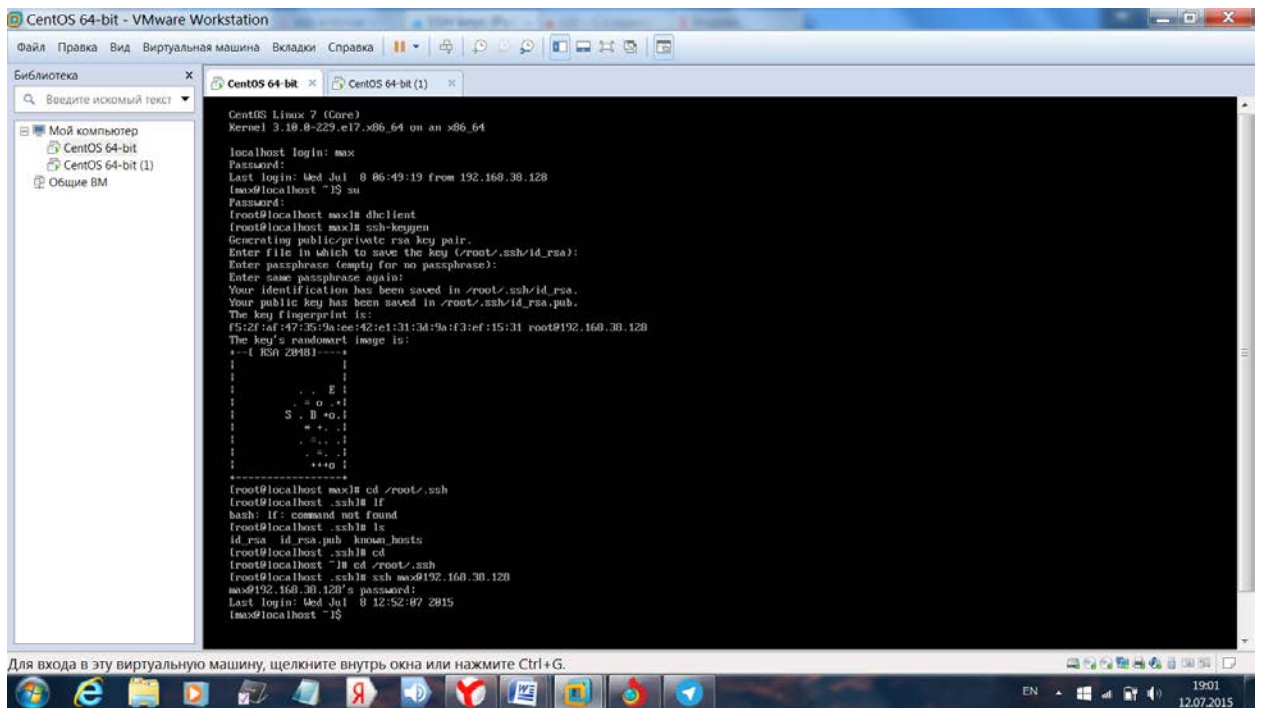 CentOS 64-bit - VMware Workstation
Файл Правка Вид Виртуальная машина Вкладки Справка
Библиотека x
Введите искомый текст
Мой компьютер
CentOS 64-bit
CentOS 64-bit (1)
Общие ВМ
CentOS 64-bit × CentOS 64-bit (1) ×
CentOS Linux 7 (Core)
Kernel 3.10.0-229.el7.x86_64 on an x86_64
localhost login: max
Password:
Last login: Wed Jul 8 06:49:19 from 192.168.38.128
[max@localhost ~]$ su
Password:
[root@localhost max]# dhclient
[root@localhost max]# ssh-keygen
Generating public/private rsa key pair.
Enter file in which to save the key (/root/.ssh/id_rsa):
Enter passphrase (empty for no passphrase):
Enter same passphrase again:
Your identification has been saved in /root/.ssh/id_rsa.
Your public key has been saved in /root/.ssh/id_rsa.pub.
The key fingerprint is:
f5:2f:af:47:35:9a:ee:42:e1:31:3d:9a:f3:ef:15:31 root@192.168.38.128
The key's randomart image is:
+--[ RSA 2048]----+
|                 |
|                 |
|          . .  E |
|         . = o .+|
|        S . B +o.|
|           * +. .|
|          . =.. .|
|           . =. .|
|            +++o |
+-----------------+
[root@localhost max]# cd /root/.ssh
[root@localhost .ssh]# lf
bash: lf: command not found
[root@localhost .ssh]# ls
id_rsa id_rsa.pub known_hosts
[root@localhost .ssh]# cd
[root@localhost ~]# cd /root/.ssh
[root@localhost .ssh]# ssh max@192.168.38.128
max@192.168.38.128's password:
Last login: Wed Jul 8 12:52:07 2015
[max@localhost ~]$
Для входа в эту виртуальную машину, щелкните внутрь окна или нажмите Ctrl+G.
EN
19:01
12.07.2015